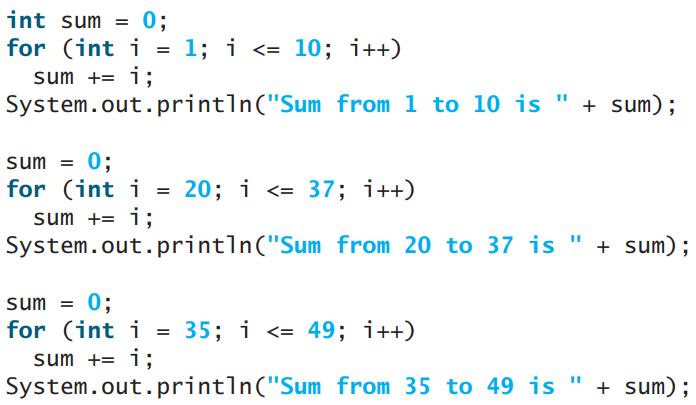 int sum = 0;
for (int i = 1; i <= 10; i++)
  sum += i;
System.out.println("Sum from 1 to 10 is " + sum);

sum = 0;
for (int i = 20; i <= 37; i++)
  sum += i;
System.out.println("Sum from 20 to 37 is " + sum);

sum = 0;
for (int i = 35; i <= 49; i++)
  sum += i;
System.out.println("Sum from 35 to 49 is " + sum);